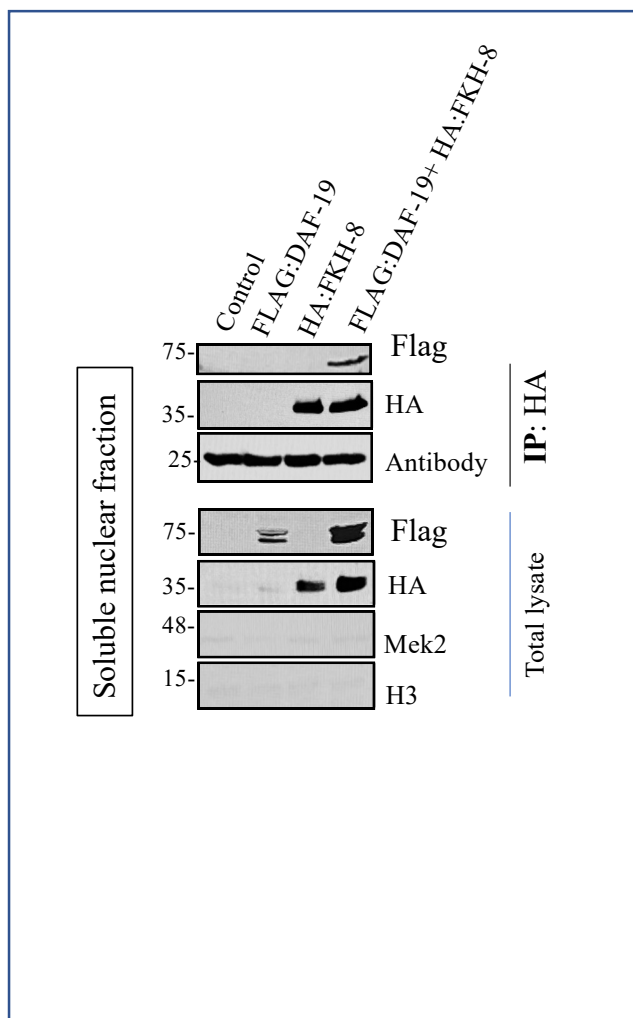 Control
FLAG:DAF-19
HA:FKH-8
FLAG:DAF-19+ HA:FKH-8
Soluble nuclear fraction
75-
Flag
35-
HA
25-
Antibody
IP: HA
75-
Flag
35-
HA
48-
Mek2
15-
H3
Total lysate